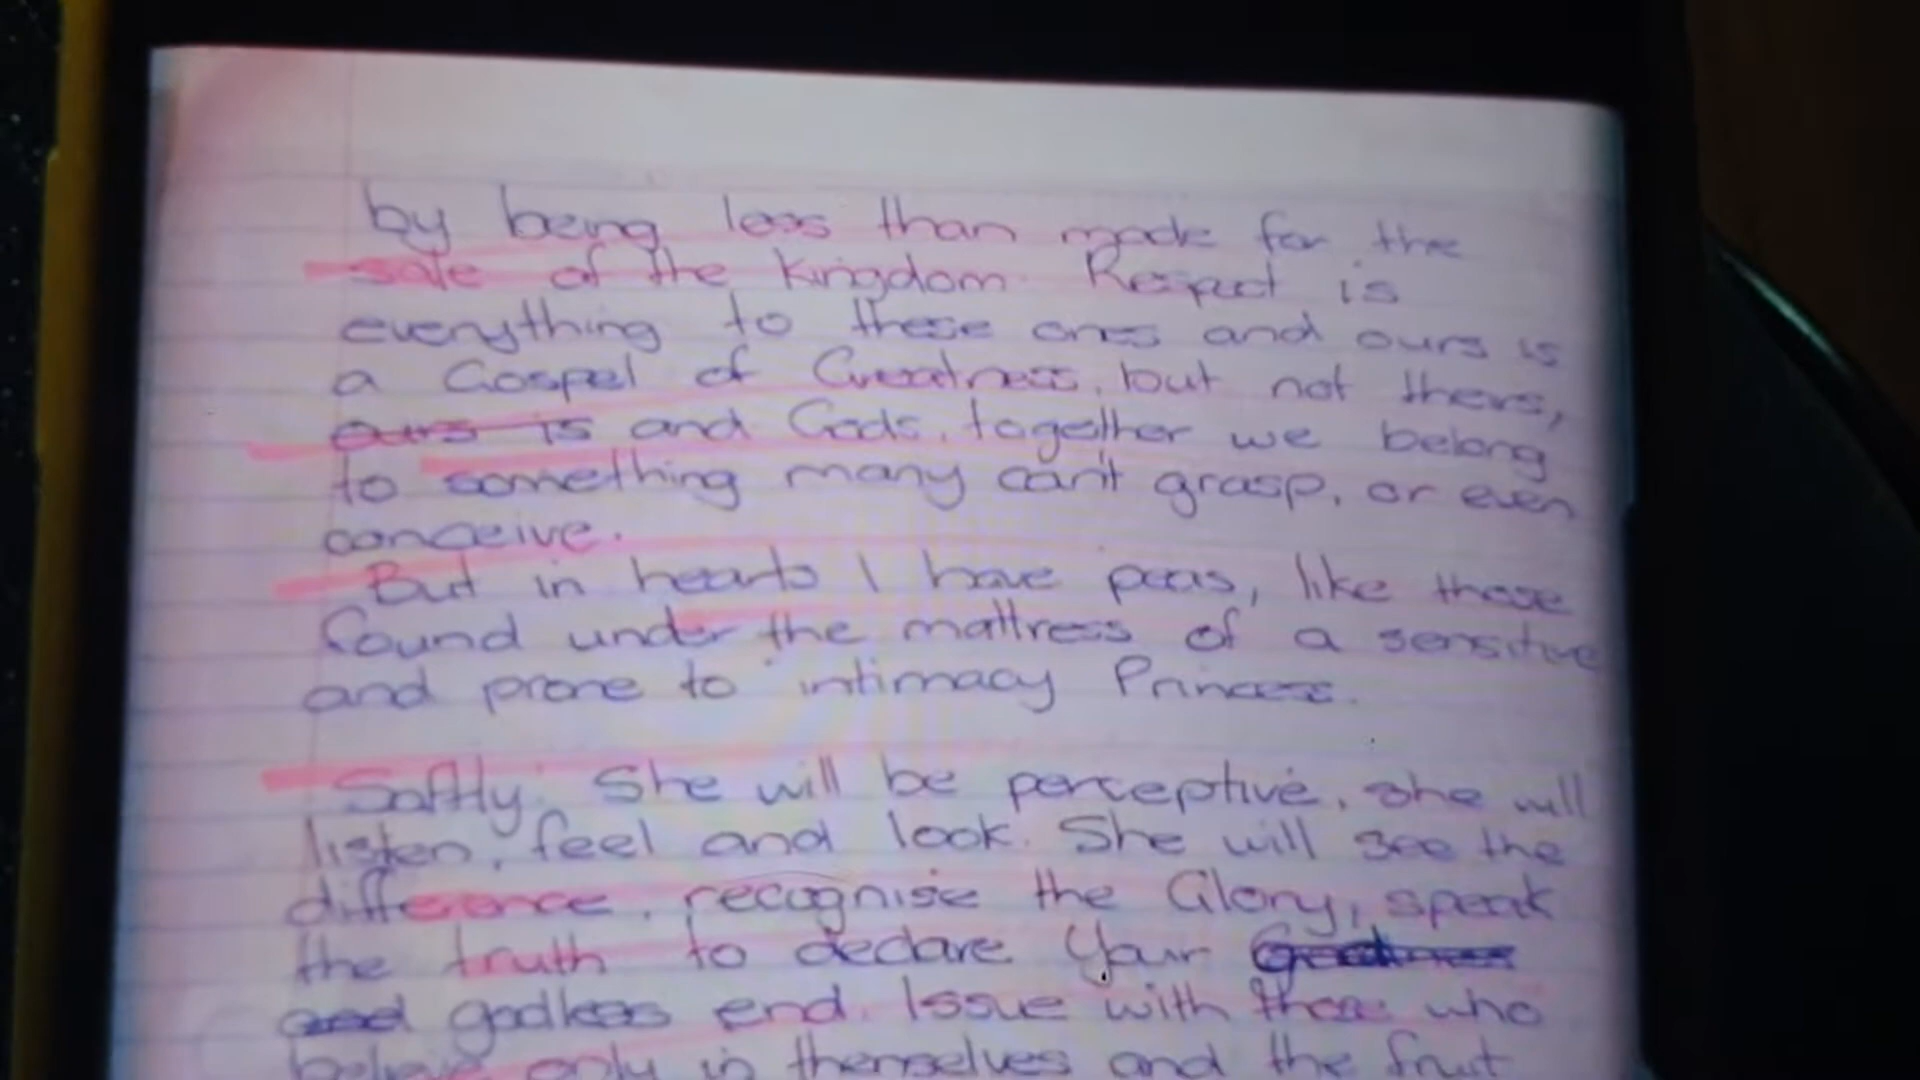 by being less than made for the
sale of the Kingdom. Respect is
everything to these ones and ours is
a Gospel of Greatness, but not theirs,
ours is and Gods, together we belong
to something many can't grasp, or even
conceive.
But in hearts I have peas, like those
found under the mattress of a sensitive
and prone to intimacy Princess.
Softly. She will be perceptive, she will
listen, feel and look. She will see the
difference, recognise the Glory, speak
the truth to declare Your
godless end. Issue with those who
believe only in themselves and the fruit